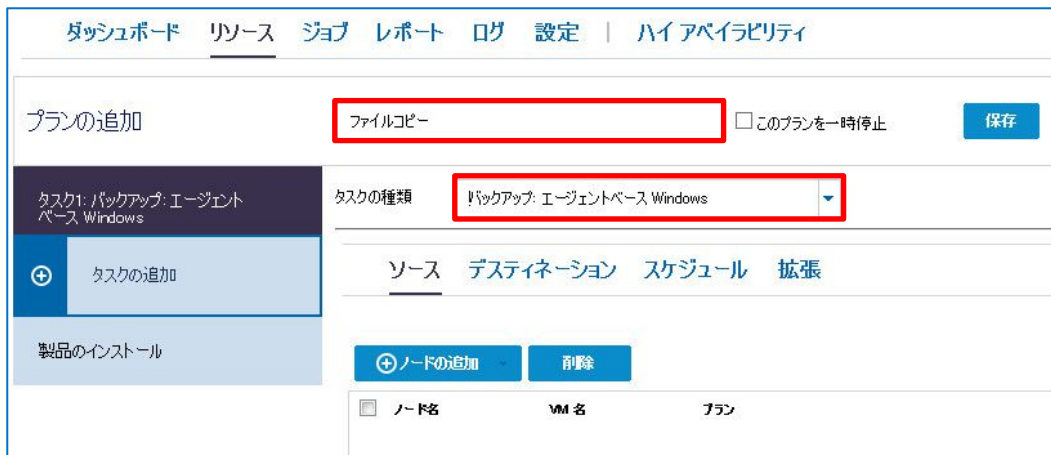 ダッシュボード リソース ジョブ レポート ログ 設定 | ハイ アベイラビリティ
プランの追加 ファイルコピー このプランを一時停止 保存
タスク1: バックアップ: エージェント
ベース Windows
タスクの種類 バックアップ: エージェントベース Windows
タスクの追加
ソース デスティネーション スケジュール 拡張
製品のインストール
ノードの追加 削除
ノード名 VM 名 プラン